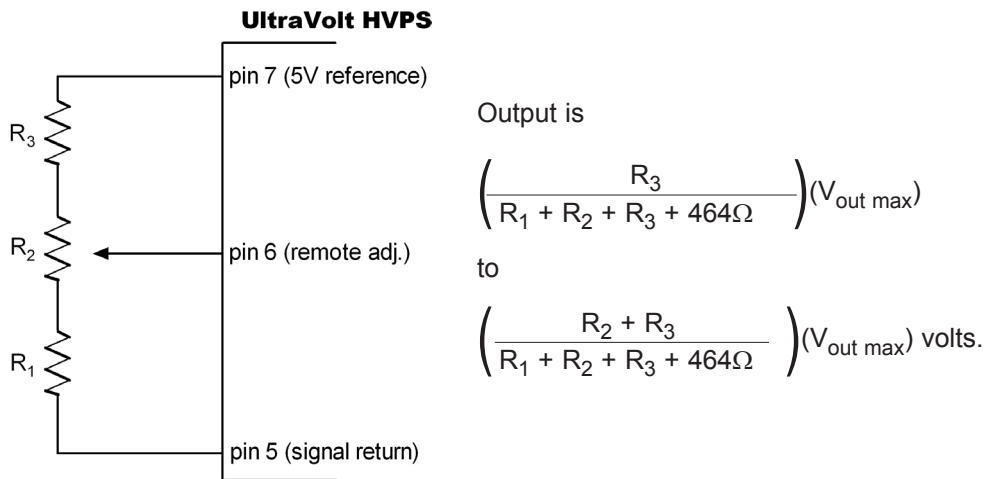 UltraVolt HVPS
pin 7 (5V reference)
R3
R2
pin 6 (remote adj.)
R1
pin 5 (signal return)
Output is
(R3 / R1 + R2 + R3 + 464Ω)(Vout max)
to
(R2 + R3 / R1 + R2 + R3 + 464Ω)(Vout max) volts.